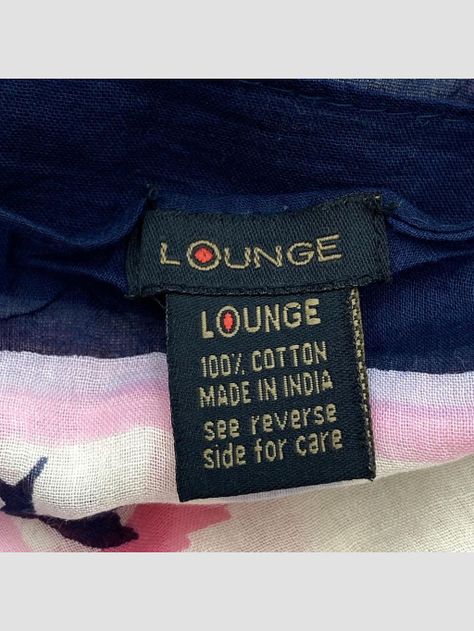 LOUNGE
LOUNGE
100% COTTON
MADE IN INDIA
see reverse
side for care